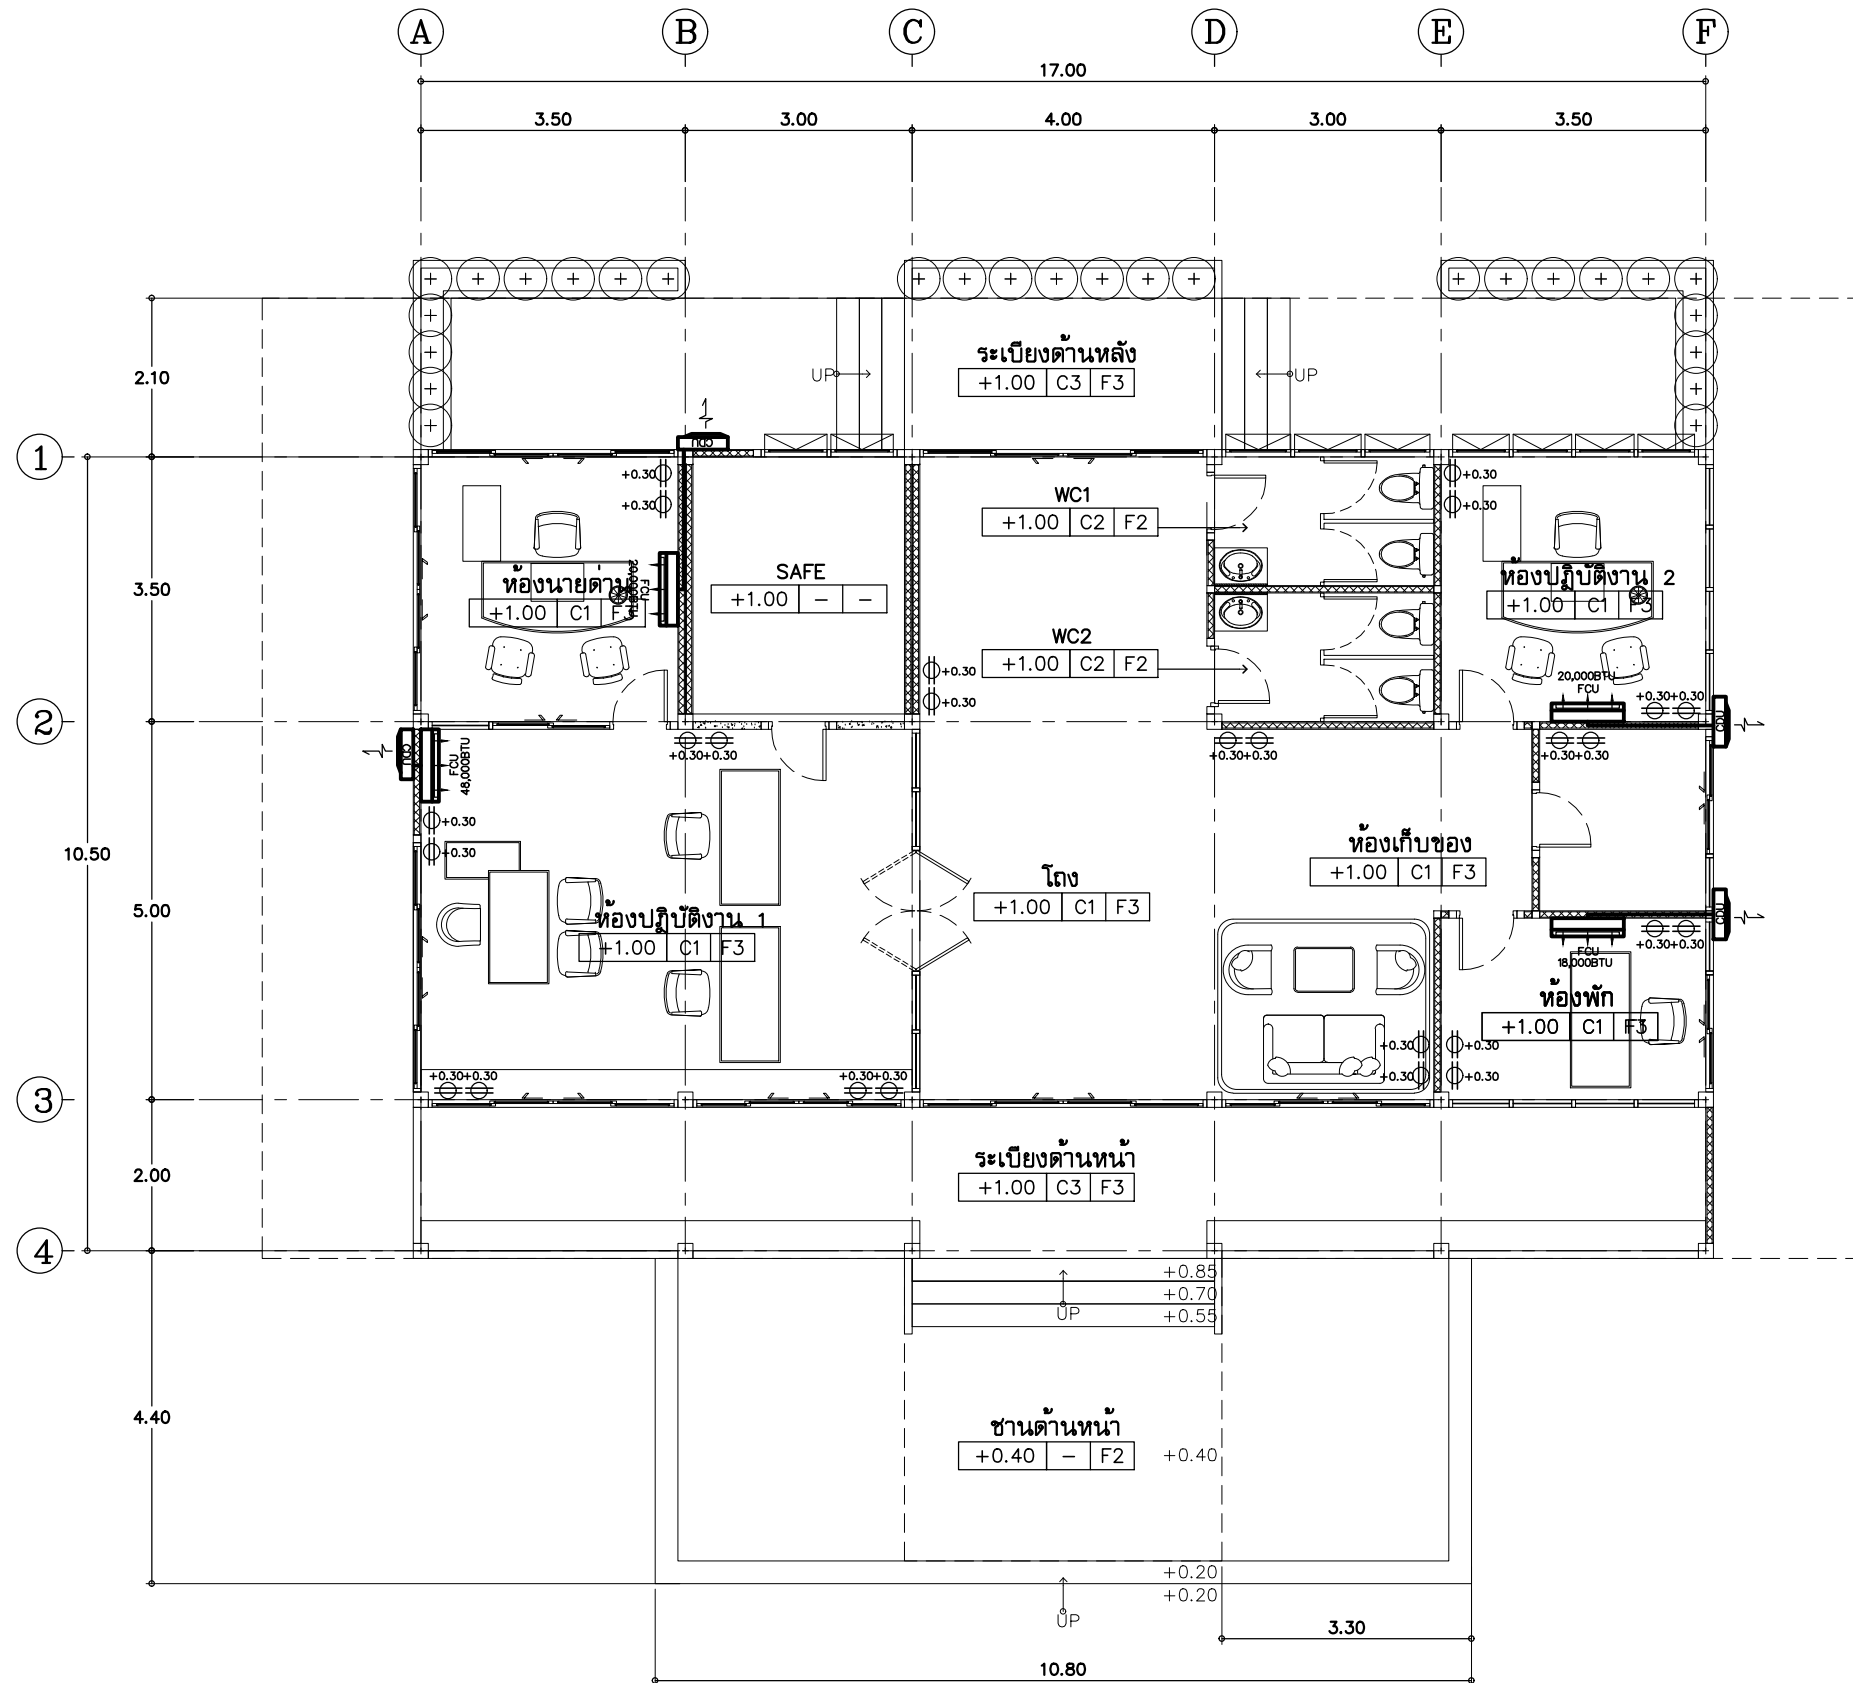 A B C D E F
17.00
3.50 3.00 4.00 3.00 3.50
ระเบียงด้านหลัง
+1.00 C3 F3
UP
UP
2.10
CDU
1
+0.30
+0.30
+0.30
+0.30
WC1
+1.00 C2 F2
SAFE
+1.00 - -
ห้องนายด่าน
+1.00 C1
20,000BTU
FCU
3.50
ห้องปฏิบัติงาน 2
+1.00 C1 F3
WC2
+1.00 C2 F2
+0.30
+0.30
20,000BTU
FCU
+0.30+0.30
CDU
2
CDU
FCU
48,000BTU
+0.30+0.30
+0.30+0.30
+0.30+0.30
+0.30
+0.30
10.50
5.00
ห้องเก็บของ
+1.00 C1 F3
โถง
+1.00 C1 F3
ห้องปฏิบัติงาน 1
+1.00 C1 F3
CDU
+0.30+0.30
FCU
18,000BTU
ห้องพัก
+1.00 C1 F3
+0.30 +0.30
+0.30 +0.30
+0.30+0.30
+0.30+0.30
3
ระเบียงด้านหน้า
+1.00 C3 F3
2.00
4
+0.85
+0.70
UP
+0.55
4.40
ชานด้านหน้า
+0.40 - F2
+0.40
+0.20
+0.20
UP
3.30
10.80